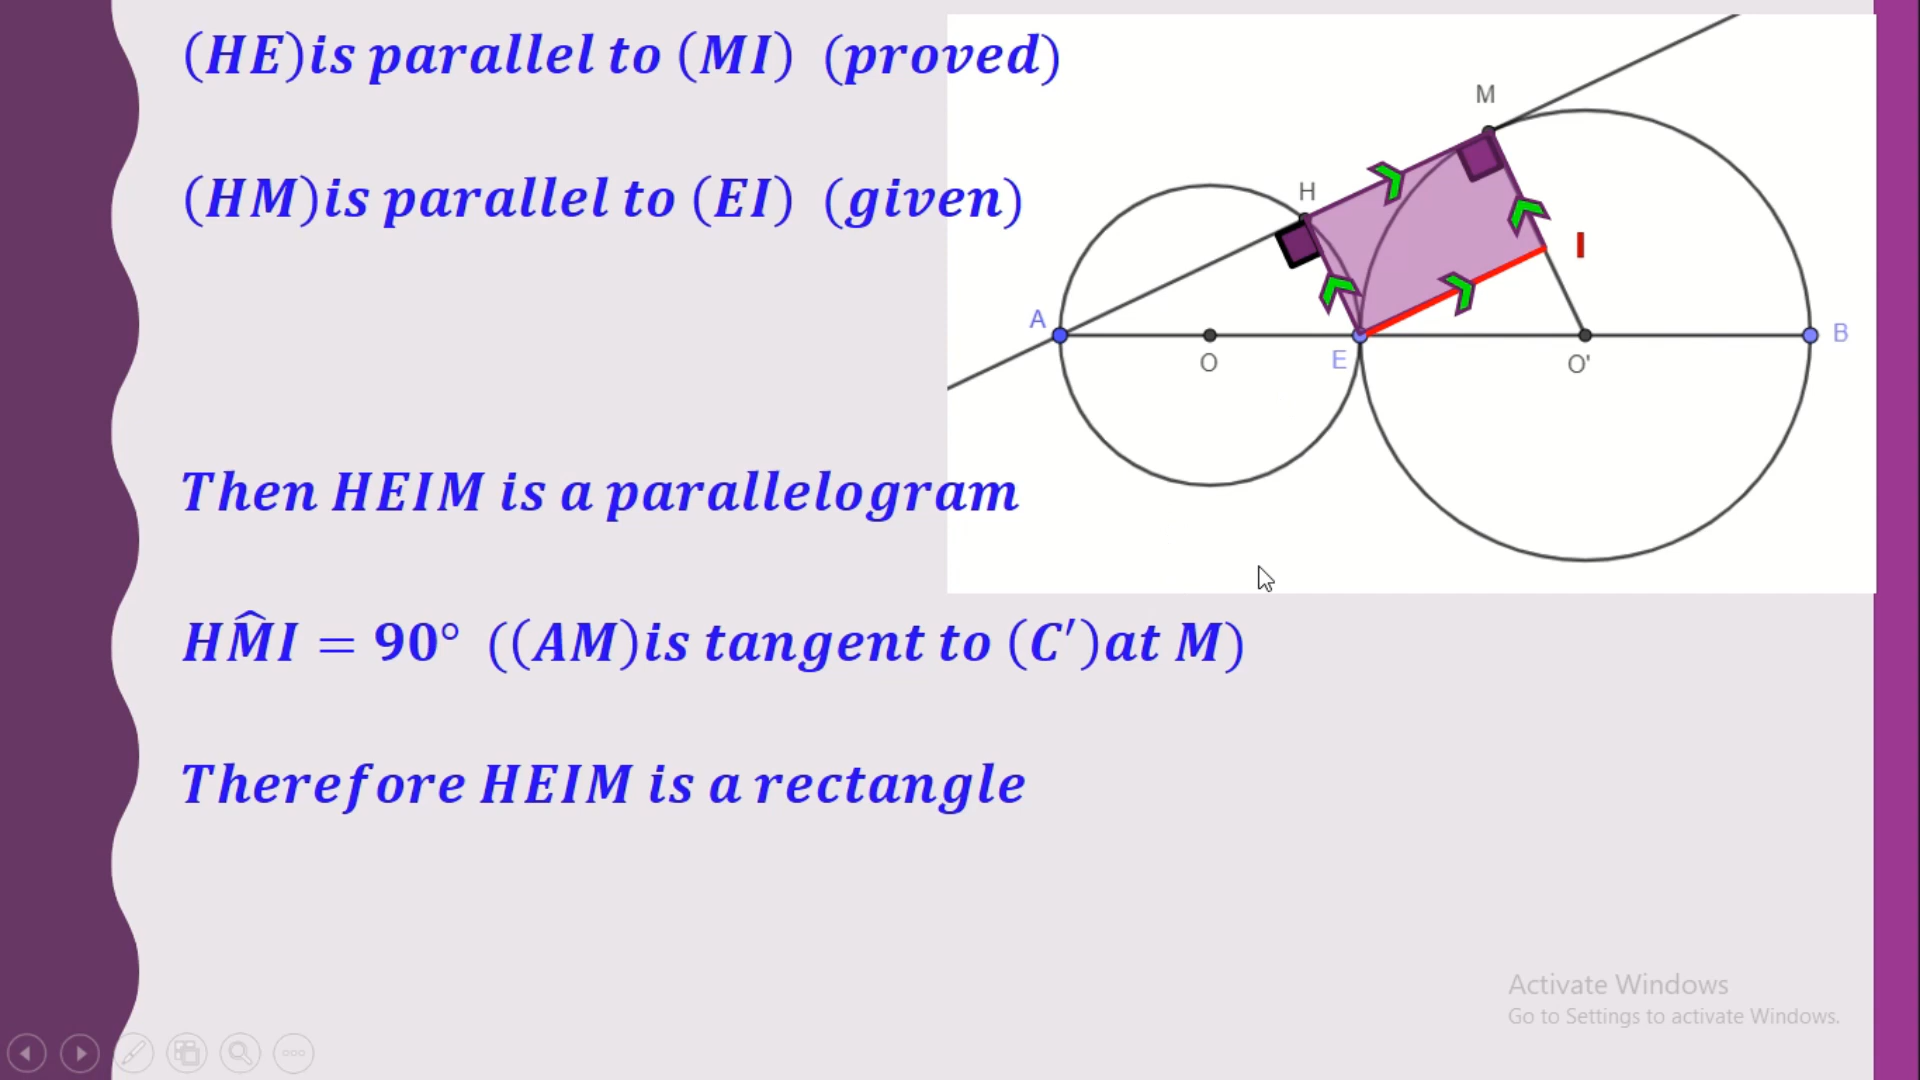 (HE)is parallel to (MI) (proved)
(HM)is parallel to (EI) (given)
Then HEIM is a parallelogram
HM̂I = 90° ((AM)is tangent to (C′)at M)
Therefore HEIM is a rectangle
M
H
I
A
B
O
E
O'
Activate Windows
Go to Settings to activate Windows.